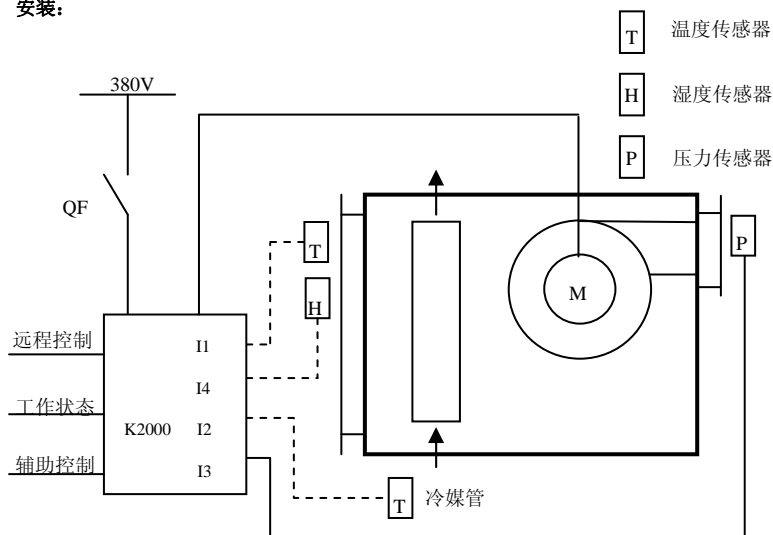 安装：
T 温度传感器
H 湿度传感器
P 压力传感器
380V
QF
T
H
P
M
远程控制
工作状态
辅助控制
K2000
I1
I4
I2
I3
T 冷媒管